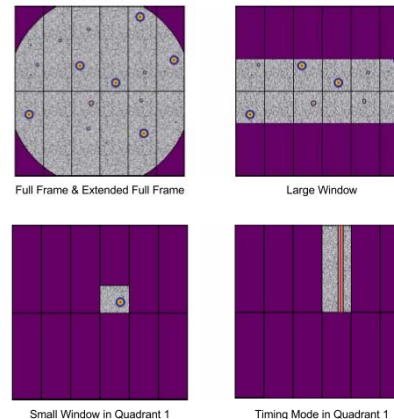 Full Frame & Extended Full Frame
Large Window
Small Window in Quadrant 1
Timing Mode in Quadrant 1